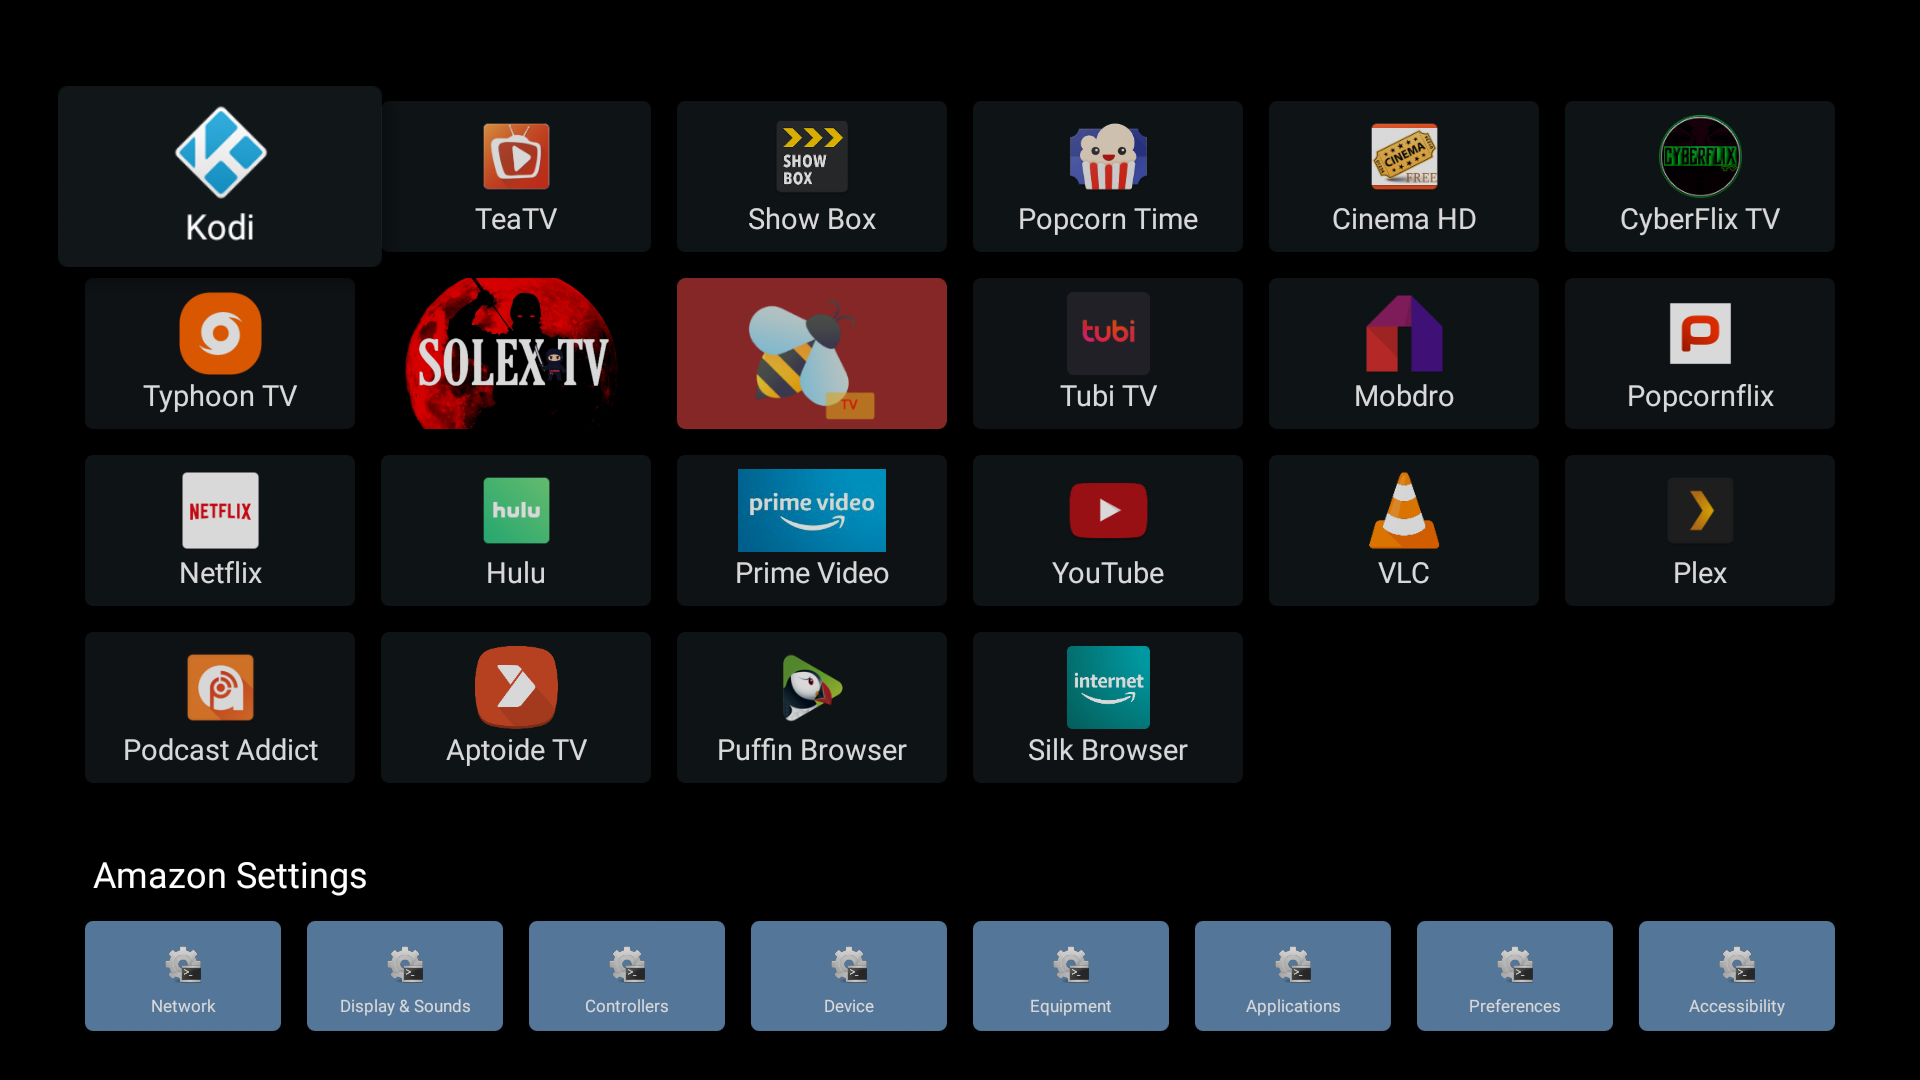 Kodi
TeaTV
SHOW
BOX
Show Box
Popcorn Time
CINEMA
FREE
Cinema HD
CYBERFLIX
CyberFlix TV
Typhoon TV
SOLEX TV
TV
tubi
Tubi TV
Mobdro
Popcornflix
NETFLIX
Netflix
hulu
Hulu
prime video
Prime Video
YouTube
VLC
Plex
Podcast Addict
Aptoide TV
Puffin Browser
internet
Silk Browser
Amazon Settings
>_
Network
>_
Display & Sounds
>_
Controllers
>_
Device
>_
Equipment
>_
Applications
>_
Preferences
>_
Accessibility